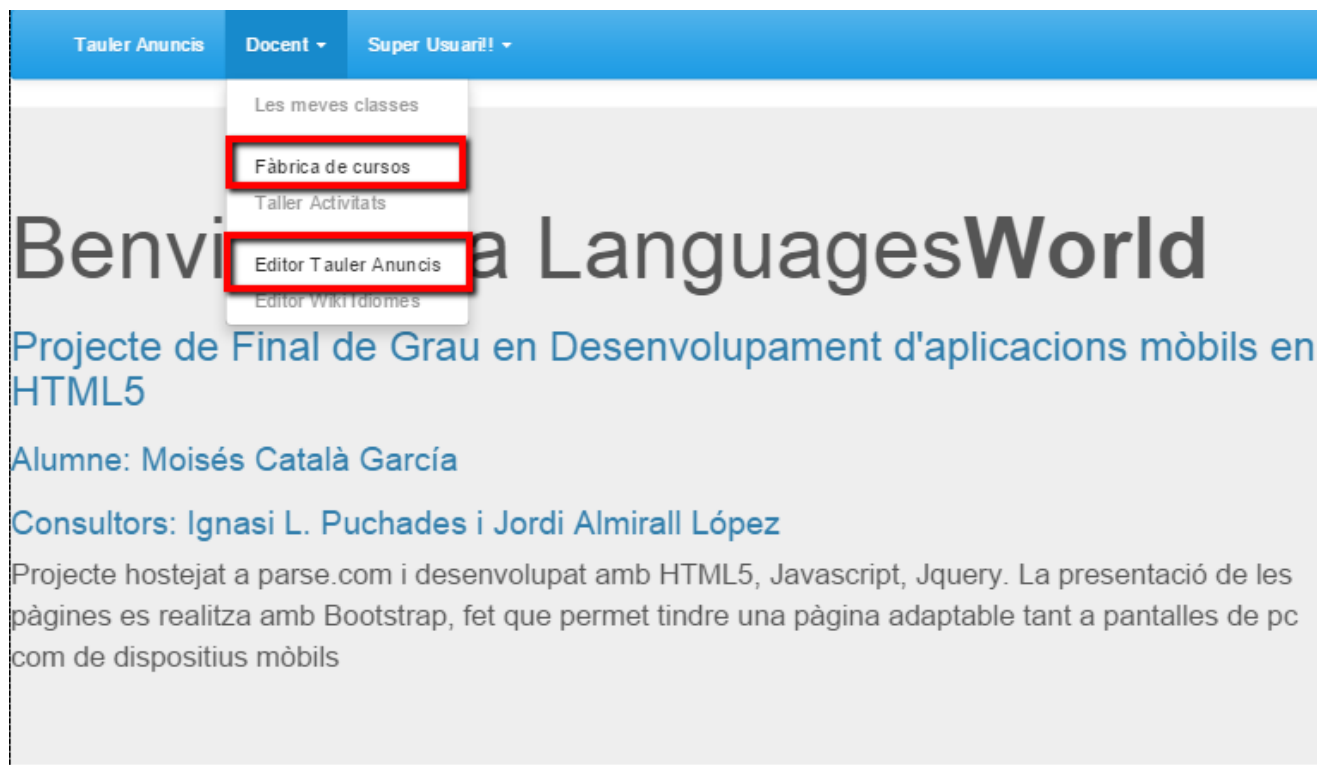 Tauler Anuncis Docent Super Usuari!!
Les meves classes
Fàbrica de cursos
Taller Activitats
Editor Tauler Anuncis
Editor Wiki Idiomes
Benvi a LanguagesWorld
Projecte de Final de Grau en Desenvolupament d'aplicacions mòbils en
HTML5
Alumne: Moisés Català García
Consultors: Ignasi L. Puchades i Jordi Almirall López
Projecte hostejat a parse.com i desenvolupat amb HTML5, Javascript, Jquery. La presentació de les
pàgines es realitza amb Bootstrap, fet que permet tindre una pàgina adaptable tant a pantalles de pc
com de dispositius mòbils